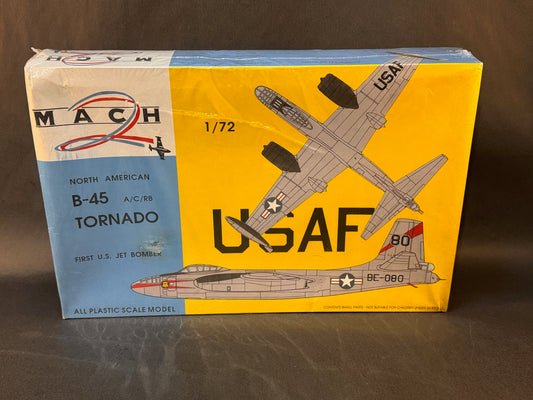 MACH
MACH 2
1/72
NORTH AMERICAN
B-45 A/C/RB
TORNADO
FIRST U.S. JET BOMBER
ALL PLASTIC SCALE MODEL
USAF
USAF
80
BE-080